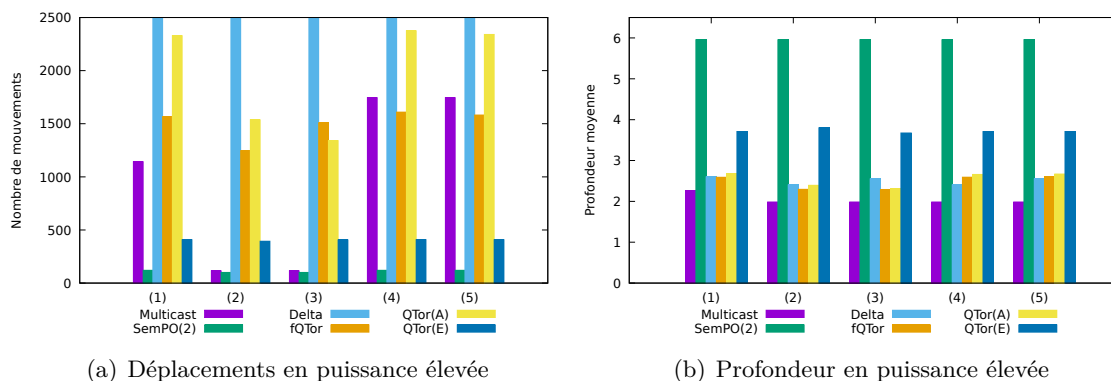 Nombre de mouvements
2500
2000
1500
1000
500
0
(1) (2) (3) (4) (5)
Multicast Delta QTor(A)
SemPO(2) fQTor QTor(E)
(a) Déplacements en puissance élevée
Profondeur moyenne
6
5
4
3
2
1
0
(1) (2) (3) (4) (5)
Multicast Delta QTor(A)
SemPO(2) fQTor QTor(E)
(b) Profondeur en puissance élevée